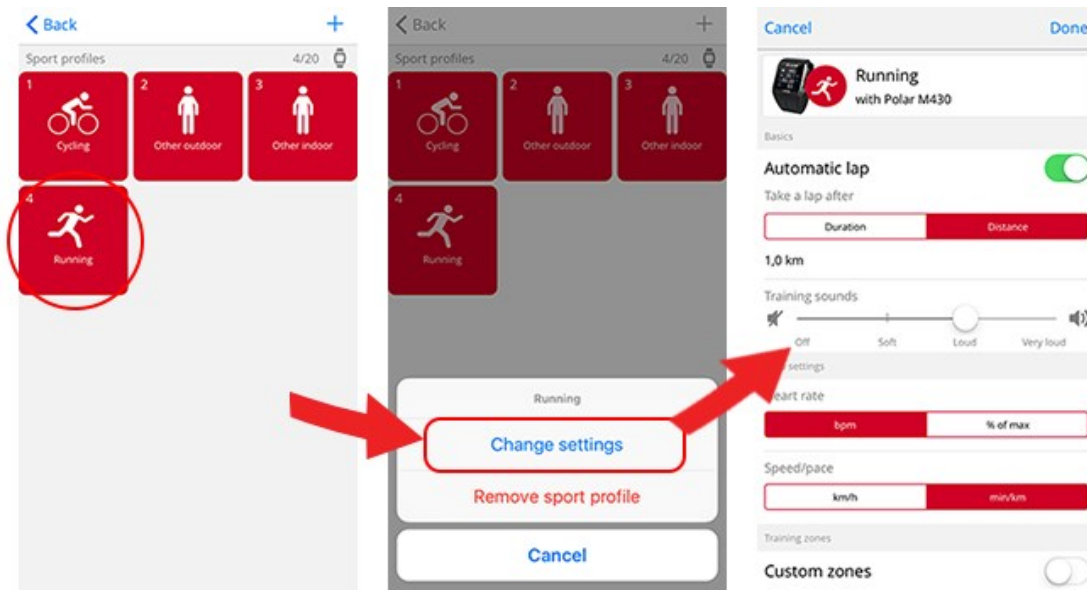 Back
Sport profiles 4/20
1
Cycling
2
Other outdoor
3
Other indoor
4
Running
Back
Sport profiles 4/20
1
Cycling
2
Other outdoor
3
Other indoor
4
Running
Running
Change settings
Remove sport profile
Cancel
Cancel Done
Running
with Polar M430
Basics
Automatic lap
Take a lap after
Duration Distance
1,0 km
Training sounds
Off Soft Loud Very loud
settings
eart rate
bpm % of max
Speed/pace
km/h min/km
Training zones
Custom zones